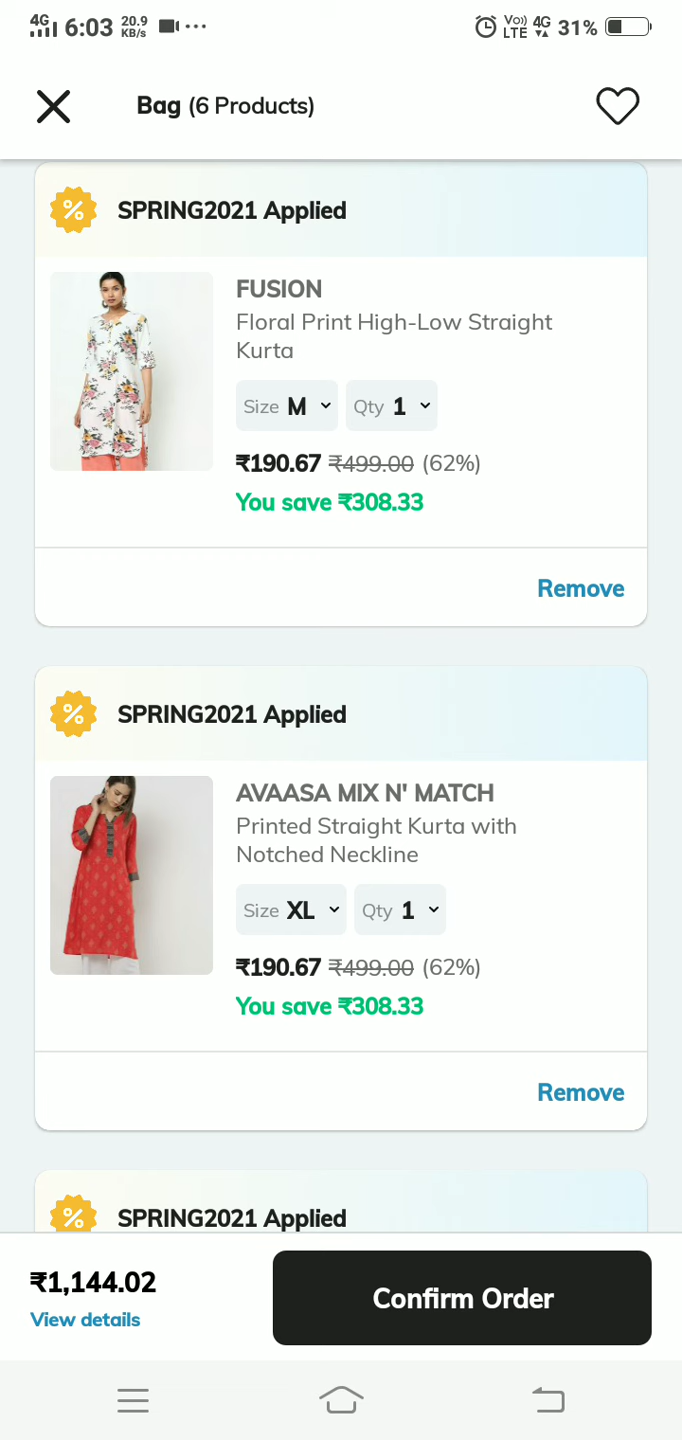 4G 6:03 20.9 KB/s ... Vo) LTE 4G 31%
Bag (6 Products)
% SPRING2021 Applied
FUSION
Floral Print High-Low Straight
Kurta
Size M Qty 1
₹190.67 ₹499.00 (62%)
You save ₹308.33
Remove
% SPRING2021 Applied
AVAASA MIX N' MATCH
Printed Straight Kurta with
Notched Neckline
Size XL Qty 1
₹190.67 ₹499.00 (62%)
You save ₹308.33
Remove
% SPRING2021 Applied
₹1,144.02
View details
Confirm Order